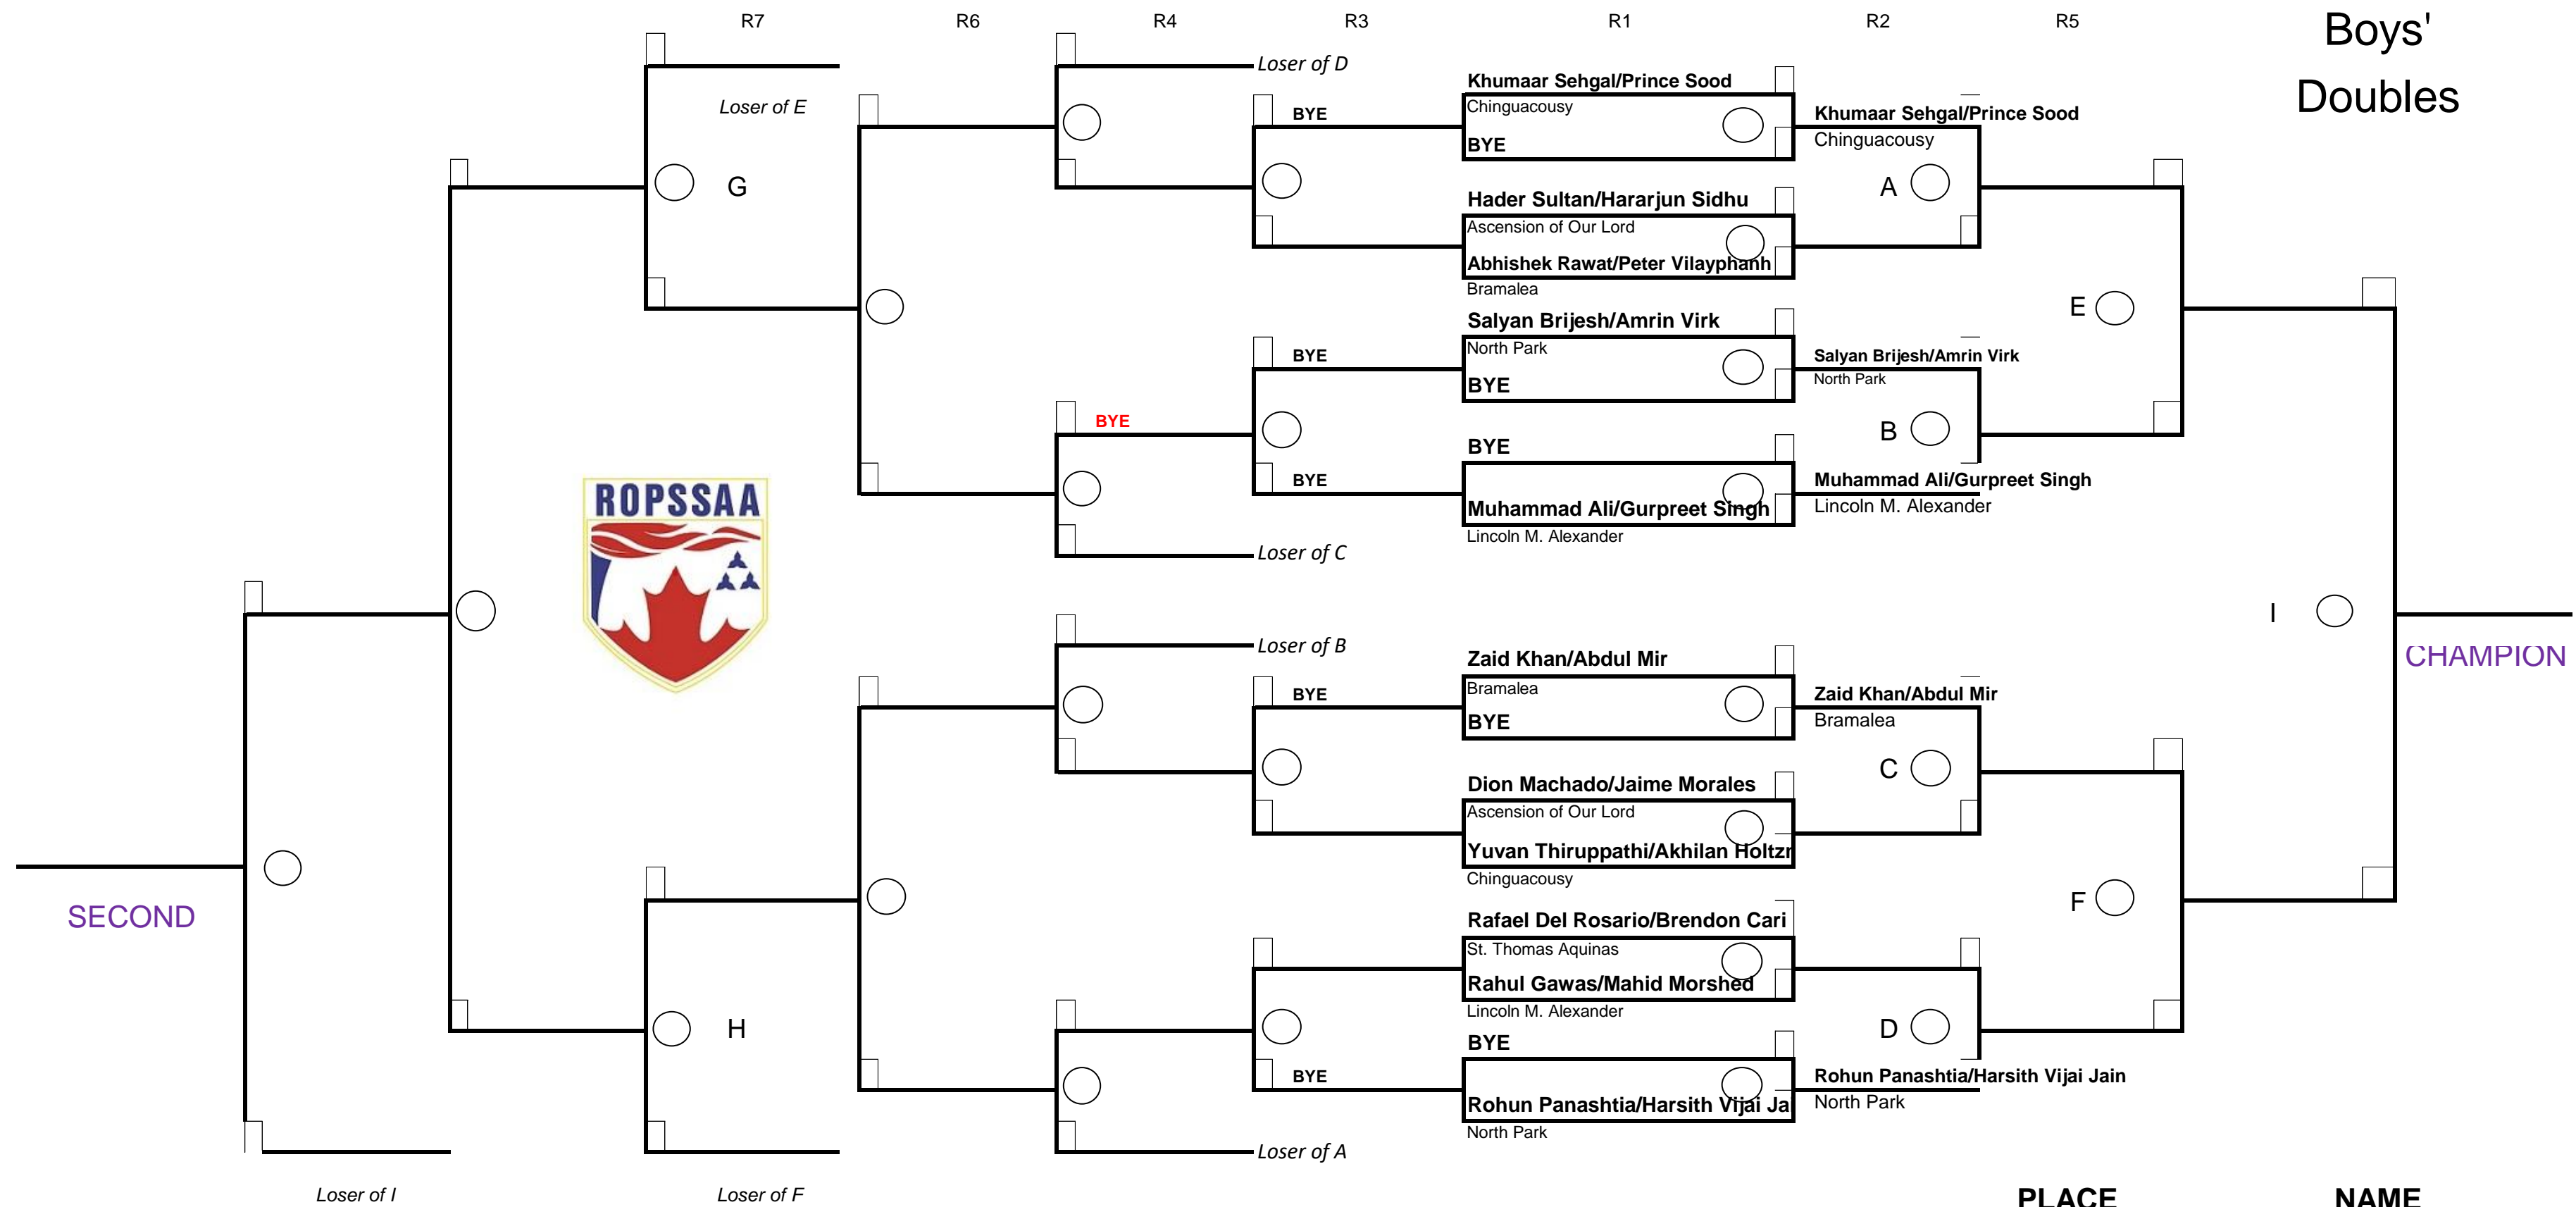 R7 R6 R4 R3 R1 R2 R5
Boys'
Doubles
Loser of D
Khumaar Sehgal/Prince Sood
Chinguacousy
BYE
Loser of E
BYE
Khumaar Sehgal/Prince Sood
Chinguacousy
G
A
Hader Sultan/Hararjun Sidhu
Ascension of Our Lord
Abhishek Rawat/Peter Vilayphanh
Bramalea
E
Salyan Brijesh/Amrin Virk
North Park
BYE
BYE
Salyan Brijesh/Amrin Virk
North Park
BYE
B
BYE
Muhammad Ali/Gurpreet Singh
Lincoln M. Alexander
BYE
Muhammad Ali/Gurpreet Singh
Lincoln M. Alexander
ROPSSAA
Loser of C
I
CHAMPION
Loser of B
Zaid Khan/Abdul Mir
Bramalea
BYE
BYE
Zaid Khan/Abdul Mir
Bramalea
C
Dion Machado/Jaime Morales
Ascension of Our Lord
Yuvan Thiruppathi/Akhilan Holtzr
Chinguacousy
SECOND
F
Rafael Del Rosario/Brendon Cari
St. Thomas Aquinas
Rahul Gawas/Mahid Morshed
Lincoln M. Alexander
H
D
BYE
Rohun Panashtia/Harsith Vijai Ja
North Park
BYE
Rohun Panashtia/Harsith Vijai Jain
North Park
Loser of A
Loser of I
Loser of F
PLACE NAME